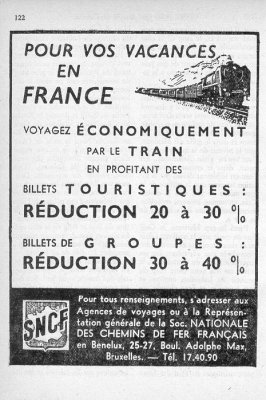 122
POUR VOS VACANCES
EN
FRANCE
VOYAGEZ ÉCONOMIQUEMENT
PAR LE TRAIN
EN PROFITANT DES
BILLETS TOURISTIQUES :
RÉDUCTION 20 à 30 %
BILLETS DE GROUPES :
RÉDUCTION 30 à 40 %
SNCF
Pour tous renseignements, s'adresser aux
Agences de voyages ou à la Représen-
tation générale de la Soc. NATIONALE
DES CHEMINS DE FER FRANÇAIS
en Benelux, 25-27, Boul. Adolphe Max,
Bruxelles. — Tél. 17.40.90